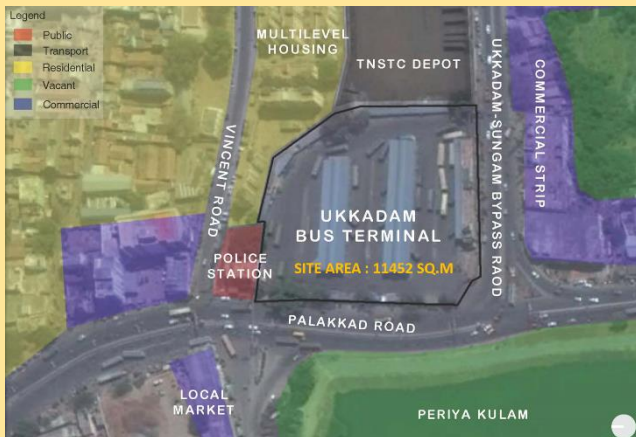 Legend
Public
Transport
Residential
Vacant
Commercial
MULTILEVEL
HOUSING
TNSTC DEPOT
UKKADAM-SUNGAM BYPASS RAOD
COMMERCIAL STRIP
VINCENT ROAD
UKKADAM
BUS TERMINAL
POLICE
STATION
SITE AREA : 11452 SQ.M
PALAKKAD ROAD
LOCAL
MARKET
PERIYA KULAM